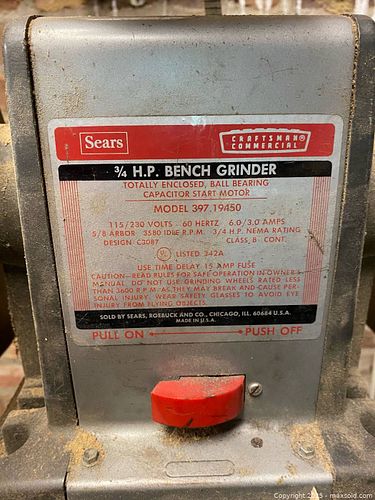 Sears
CRAFTSMAN®
COMMERCIAL
3/4 H.P. BENCH GRINDER
TOTALLY ENCLOSED, BALL BEARING
CAPACITOR START MOTOR
MODEL 397.19450
115/230 VOLTS 60 HERTZ 6.0/3.0 AMPS
5/8 ARBOR 3580 IDLE R.P.M. 3/4 H.P. NEMA RATING
DESIGN C3087 CLASS B CONT.
UL LISTED 342A
USE TIME DELAY 15 AMP FUSE
CAUTION—READ RULES FOR SAFE OPERATION IN OWNER'S
MANUAL. DO NOT USE GRINDING WHEELS RATED LESS
THAN 3600 R.P.M. AS THEY MAY BREAK AND CAUSE PER-
SONAL INJURY. WEAR SAFETY GLASSES TO AVOID EYE
INJURY FROM FLYING OBJECTS.
SOLD BY SEARS, ROEBUCK AND CO., CHICAGO, ILL. 60684 U.S.A.
MADE IN U.S.A.
PULL ON PUSH OFF